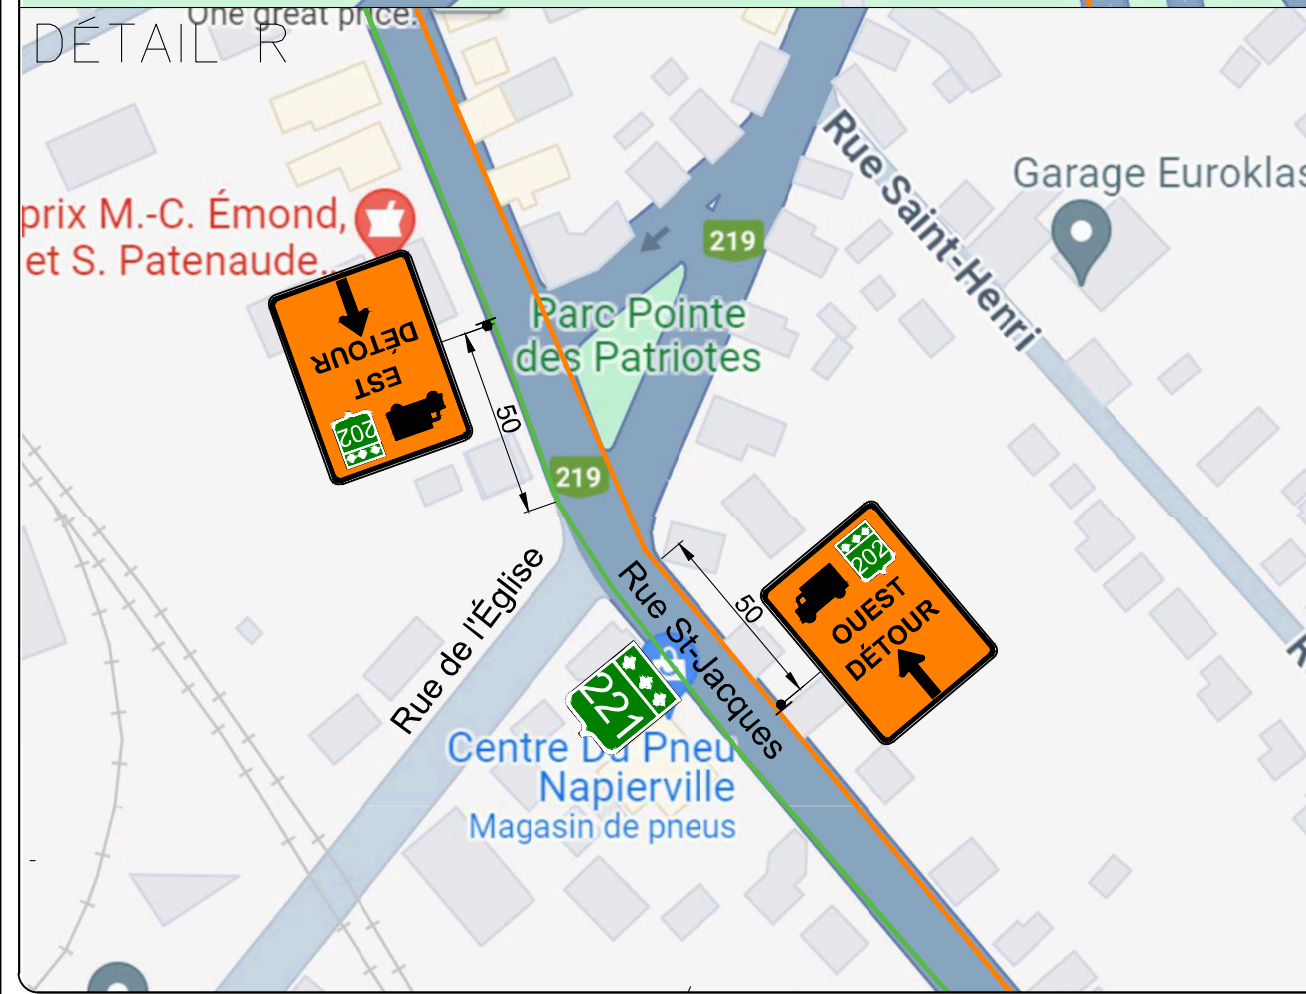 One great price.
DÉTAIL R
prix M.-C. Émond,
et S. Patenaude...
Rue Saint-Henri
Garage Euroklas
219
Parc Pointe
des Patriotes
DÉTOUR
EST
202
50
219
Rue de l'Église
Rue St-Jacques
50
202
OUEST
DÉTOUR
221
Centre Du Pneu
Napierville
Magasin de pneus
R